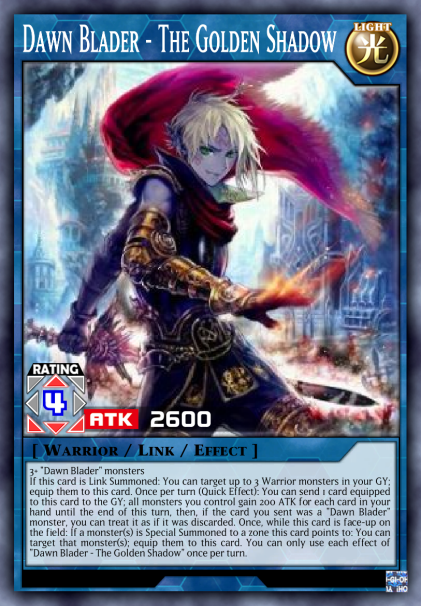 Dawn Blader - The Golden Shadow
LIGHT
光
RATING
4
ATK 2600
[ Warrior / Link / Effect ]
3+ "Dawn Blader" monsters
If this card is Link Summoned: You can target up to 3 Warrior monsters in your GY;
equip them to this card. Once per turn (Quick Effect): You can send 1 card equipped
to this card to the GY; all monsters you control gain 200 ATK for each card in your
hand until the end of this turn, then, if the card you sent was a "Dawn Blader"
monster, you can treat it as if it was discarded. Once, while this card is face-up on
the field: If a monster(s) is Special Summoned to a zone this card points to: You can
target that monster(s); equip them to this card. You can only use each effect of
"Dawn Blader - The Golden Shadow" once per turn.